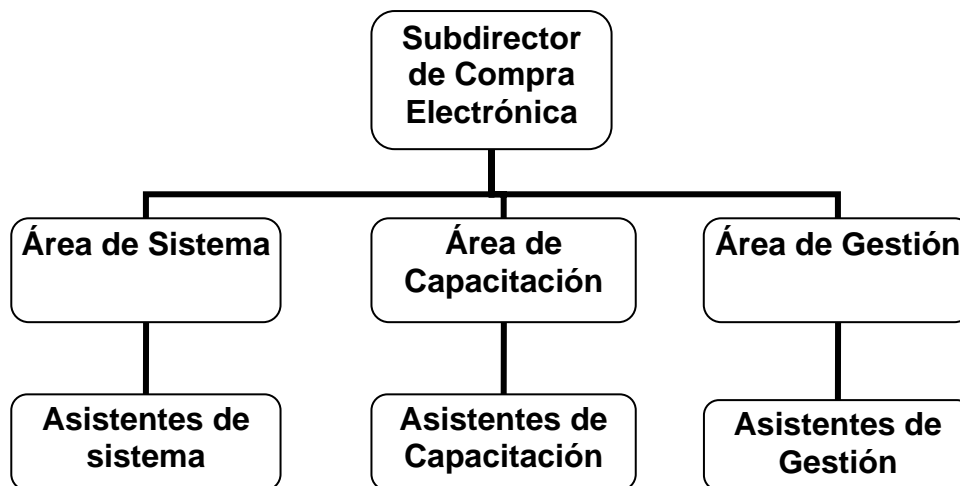 Subdirector
de Compra
Electrónica
Área de Sistema
Área de
Capacitación
Área de Gestión
Asistentes de
sistema
Asistentes de
Capacitación
Asistentes de
Gestión